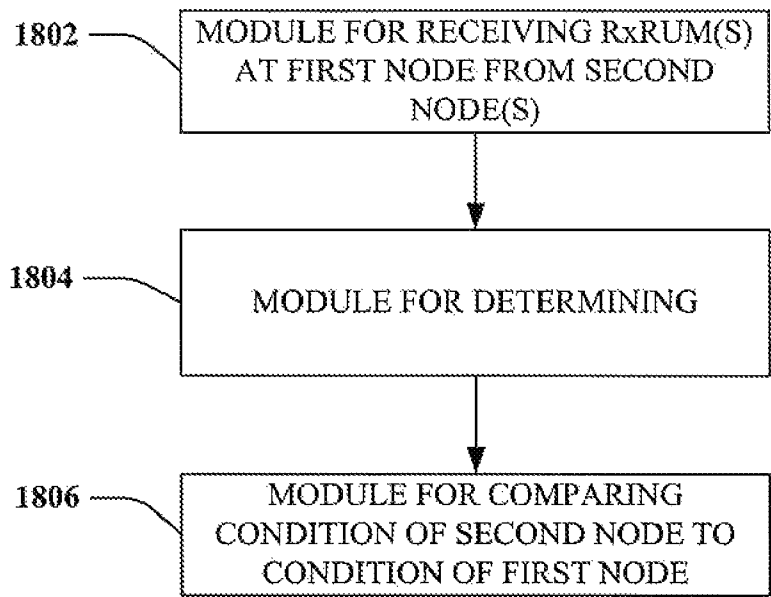 1802
MODULE FOR RECEIVING RxRUM(S)
AT FIRST NODE FROM SECOND
NODE(S)
1804
MODULE FOR DETERMINING
1806
MODULE FOR COMPARING
CONDITION OF SECOND NODE TO
CONDITION OF FIRST NODE